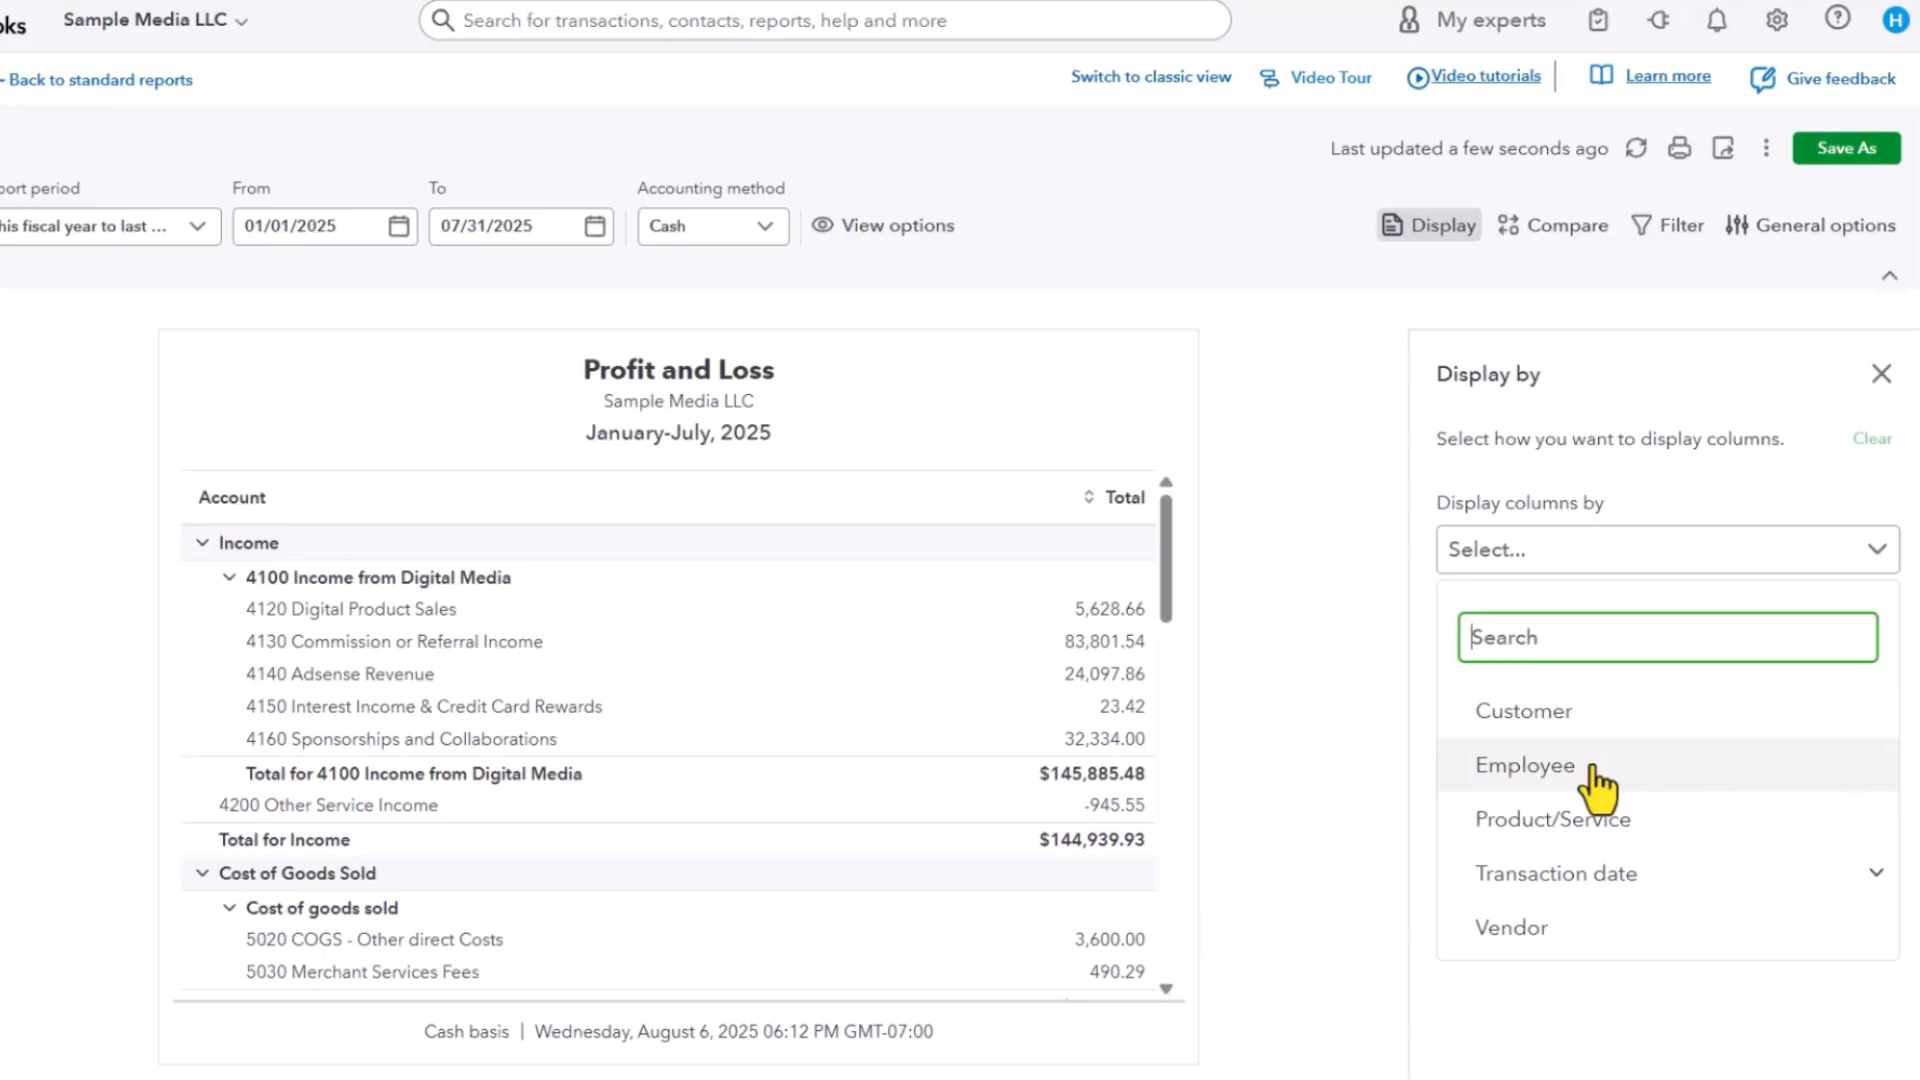 oks
Sample Media LLC
Search for transactions, contacts, reports, help and more
My experts
H
Back to standard reports
Switch to classic view
Video Tour
Video tutorials
Learn more
Give feedback
Last updated a few seconds ago
Save As
port period
From
To
Accounting method
his fiscal year to last ...
01/01/2025
07/31/2025
Cash
View options
Display
Compare
Filter
General options
Profit and Loss
Sample Media LLC
January-July, 2025
Account
Total
Income
4100 Income from Digital Media
4120 Digital Product Sales 5,628.66
4130 Commission or Referral Income 83,801.54
4140 Adsense Revenue 24,097.86
4150 Interest Income & Credit Card Rewards 23.42
4160 Sponsorships and Collaborations 32,334.00
Total for 4100 Income from Digital Media $145,885.48
4200 Other Service Income -945.55
Total for Income $144,939.93
Cost of Goods Sold
Cost of goods sold
5020 COGS - Other direct Costs 3,600.00
5030 Merchant Services Fees 490.29
Cash basis | Wednesday, August 6, 2025 06:12 PM GMT-07:00
Display by
Select how you want to display columns.
Clear
Display columns by
Select...
Search
Customer
Employee
Product/Service
Transaction date
Vendor